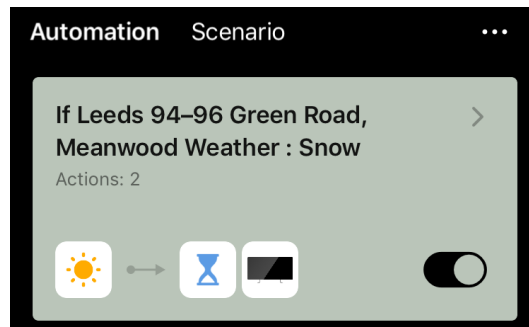 Automation Scenario
If Leeds 94–96 Green Road,
Meanwood Weather : Snow
Actions: 2